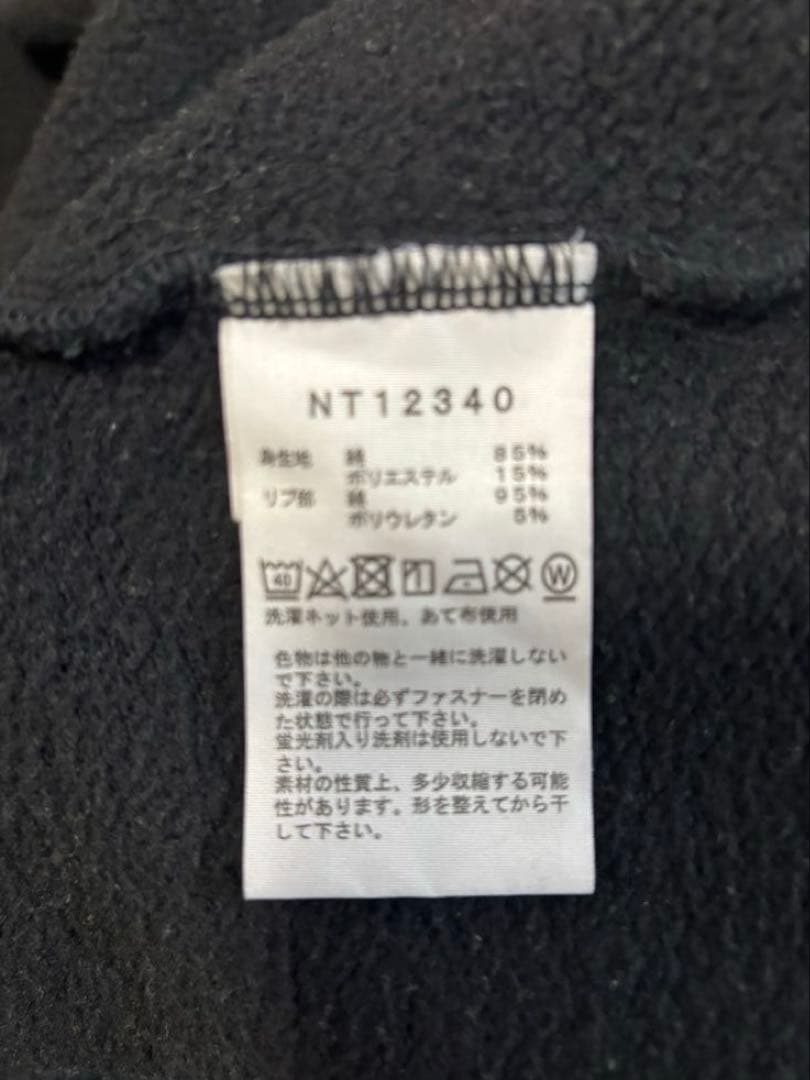 NT12340
身生地 綿 85%
ポリエステル 15%
リブ部 綿 95%
ポリウレタン 5%
40 W
洗濯ネット使用。あて布使用
色物は他の物と一緒に洗濯しない
で下さい。
洗濯の際は必ずファスナーを閉め
た状態で行って下さい。
蛍光剤入り洗剤は使用しないで下
さい。
素材の性質上、多少収縮する可能
性があります。形を整えてから干
して下さい。